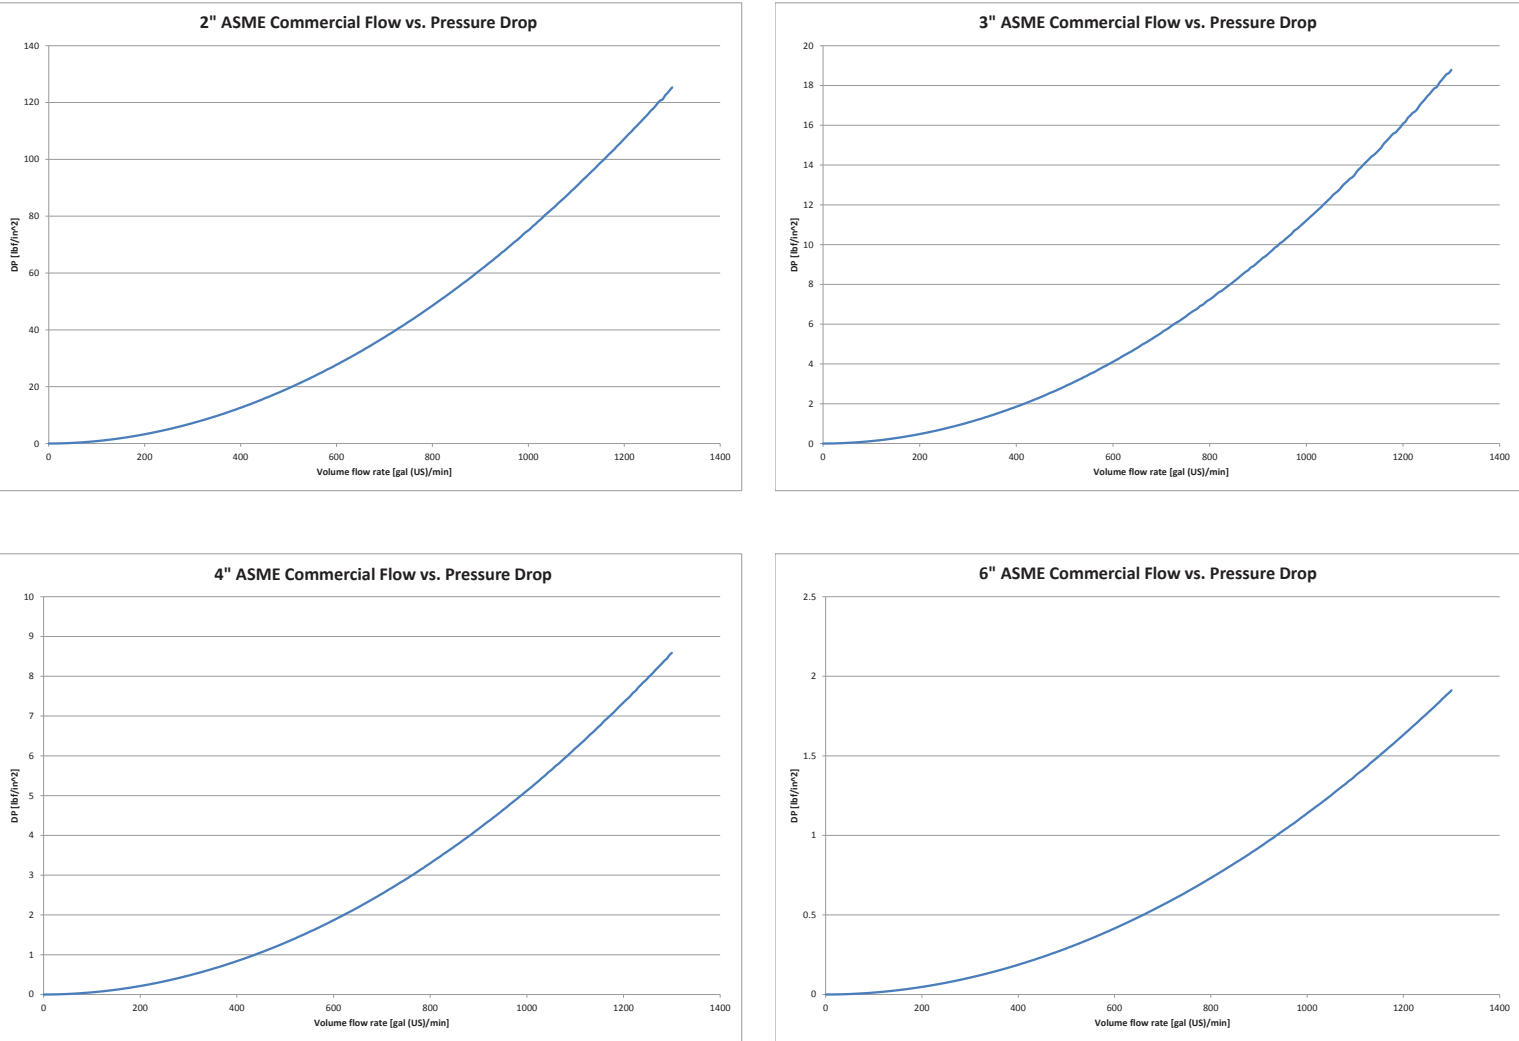 2" ASME Commercial Flow vs. Pressure Drop
140
120
100
80
60
40
20
0
DP [lbf/in^2]
0 200 400 600 800 1000 1200 1400
Volume flow rate [gal (US)/min]
3" ASME Commercial Flow vs. Pressure Drop
20
18
16
14
12
10
8
6
4
2
0
DP [lbf/in^2]
0 200 400 600 800 1000 1200 1400
Volume flow rate [gal (US)/min]
4" ASME Commercial Flow vs. Pressure Drop
10
9
8
7
6
5
4
3
2
1
0
DP [lbf/in^2]
0 200 400 600 800 1000 1200 1400
Volume flow rate [gal (US)/min]
6" ASME Commercial Flow vs. Pressure Drop
2.5
2
1.5
1
0.5
0
DP [lbf/in^2]
0 200 400 600 800 1000 1200 1400
Volume flow rate [gal (US)/min]